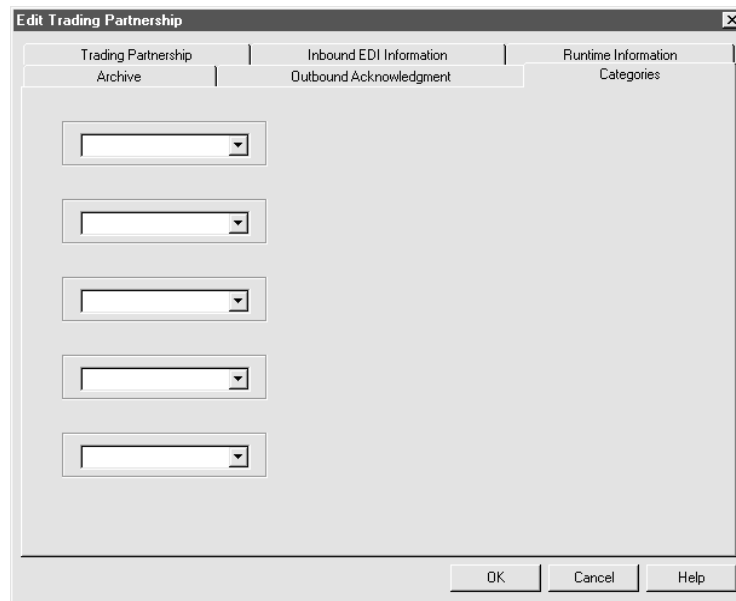 Edit Trading Partnership
Trading Partnership Inbound EDI Information Runtime Information
Archive Outbound Acknowledgment Categories
OK Cancel Help